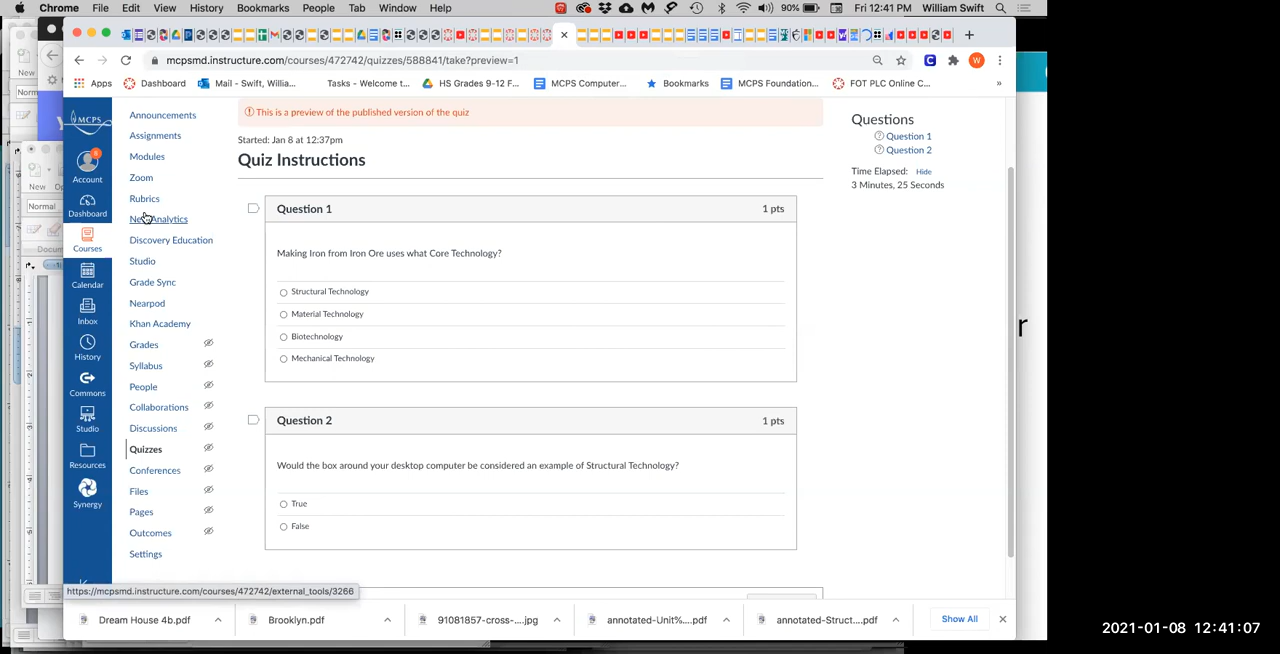 Chrome File Edit View History Bookmarks People Tab Window Help 90% Fri 12:41 PM William Swift
mcpsmd.instructure.com/courses/472742/quizzes/588841/take?preview=1
Apps Dashboard Mail - Swift, Willian... Tasks - Welcome t... HS Grades 9-12 F... MCPS Computer... Bookmarks MCPS Foundation... FOT PLC Online C... »
MCPS
Account
Dashboard
Courses
Calendar
Inbox
History
Commons
Studio
Resources
Synergy
Announcements
Assignments
Modules
Zoom
Rubrics
New Analytics
Discovery Education
Studio
Grade Sync
Nearpod
Khan Academy
Grades
Syllabus
People
Collaborations
Discussions
Quizzes
Conferences
Files
Pages
Outcomes
Settings
This is a preview of the published version of the quiz
Started: Jan 8 at 12:37pm
Quiz Instructions
Question 1 1 pts
Making Iron from Iron Ore uses what Core Technology?
Structural Technology
Material Technology
Biotechnology
Mechanical Technology
Question 2 1 pts
Would the box around your desktop computer be considered an example of Structural Technology?
True
False
Questions
Question 1
Question 2
Time Elapsed: Hide
3 Minutes, 25 Seconds
https://mcpsmd.instructure.com/courses/472742/external_tools/3266
Dream House 4b.pdf Brooklyn.pdf 91081857-cross-....jpg annotated-Unit%....pdf annotated-Struct....pdf Show All
New
Normal
r
2021-01-08 12:41:07